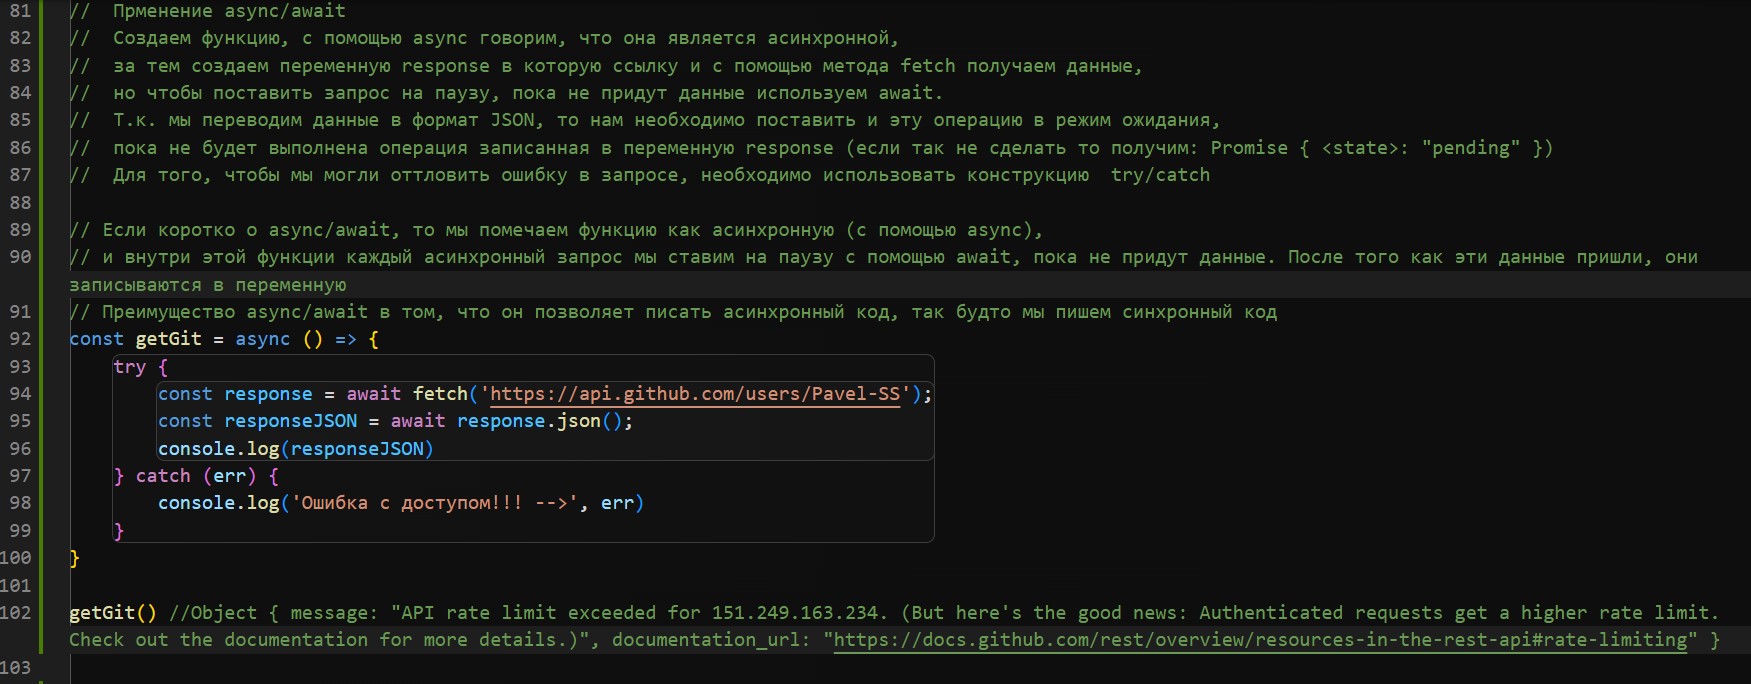 81 //  Прменение async/await
82 //  Создаем функцию, с помощью async говорим, что она является асинхронной,
83 //  за тем создаем переменную response в которую ссылку и с помощью метода fetch получаем данные,
84 //  но чтобы поставить запрос на паузу, пока не придут данные используем await.
85 //  Т.к. мы переводим данные в формат JSON, то нам необходимо поставить и эту операцию в режим ожидания,
86 //  пока не будет выполнена операция записанная в переменную response (если так не сделать то получим: Promise { <state>: "pending" })
87 //  Для того, чтобы мы могли оттловить ошибку в запросе, необходимо использовать конструкцию  try/catch
88
89 // Если коротко о async/await, то мы помечаем функцию как асинхронную (с помощью async),
90 // и внутри этой функции каждый асинхронный запрос мы ставим на паузу с помощью await, пока не придут данные. После того как эти данные пришли, они
записываются в переменную
91 // Преимущество async/await в том, что он позволяет писать асинхронный код, так будто мы пишем синхронный код
92 const getGit = async () => {
93     try {
94         const response = await fetch('https://api.github.com/users/Pavel-SS');
95         const responseJSON = await response.json();
96         console.log(responseJSON)
97     } catch (err) {
98         console.log('Ошибка с доступом!!! -->', err)
99     }
100 }
101
102 getGit() //Object { message: "API rate limit exceeded for 151.249.163.234. (But here's the good news: Authenticated requests get a higher rate limit.
Check out the documentation for more details.)", documentation_url: "https://docs.github.com/rest/overview/resources-in-the-rest-api#rate-limiting" }
103